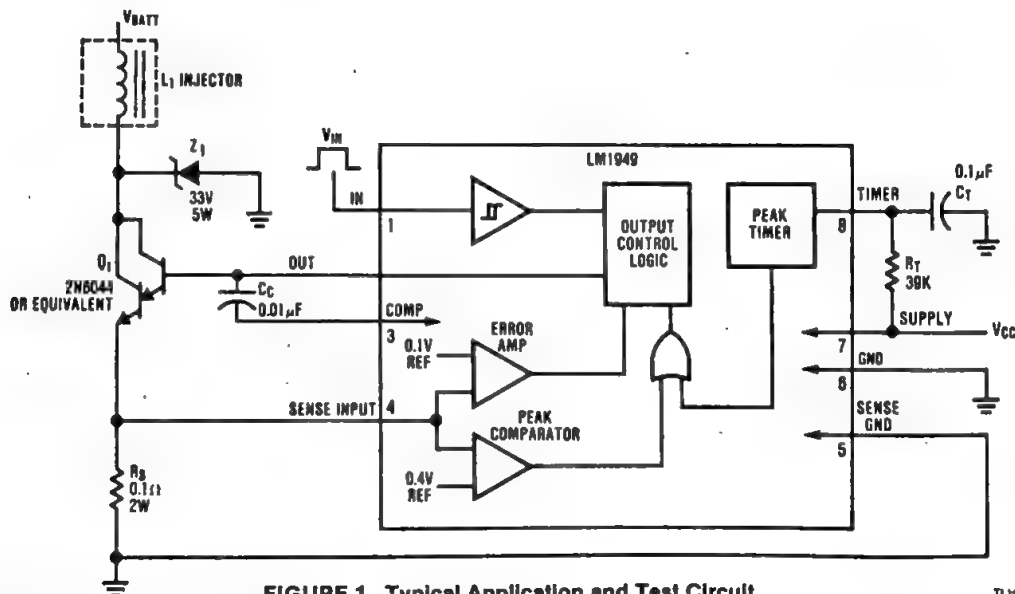 VBATT
L1 INJECTOR
Z1
33V
5W
VIN
IN
1
LM1949
OUTPUT
CONTROL
LOGIC
PEAK
TIMER
TIMER
8
0.1µF
CT
RT
39K
SUPPLY
7
VCC
GND
6
SENSE
GND
5
Q1
2N6044
OR EQUIVALENT
OUT
CC
0.01µF
COMP
3
0.1V
REF
ERROR
AMP
SENSE INPUT
4
PEAK
COMPARATOR
0.4V
REF
RS
0.1Ω
2W
FIGURE 1. Typical Application and Test Circuit